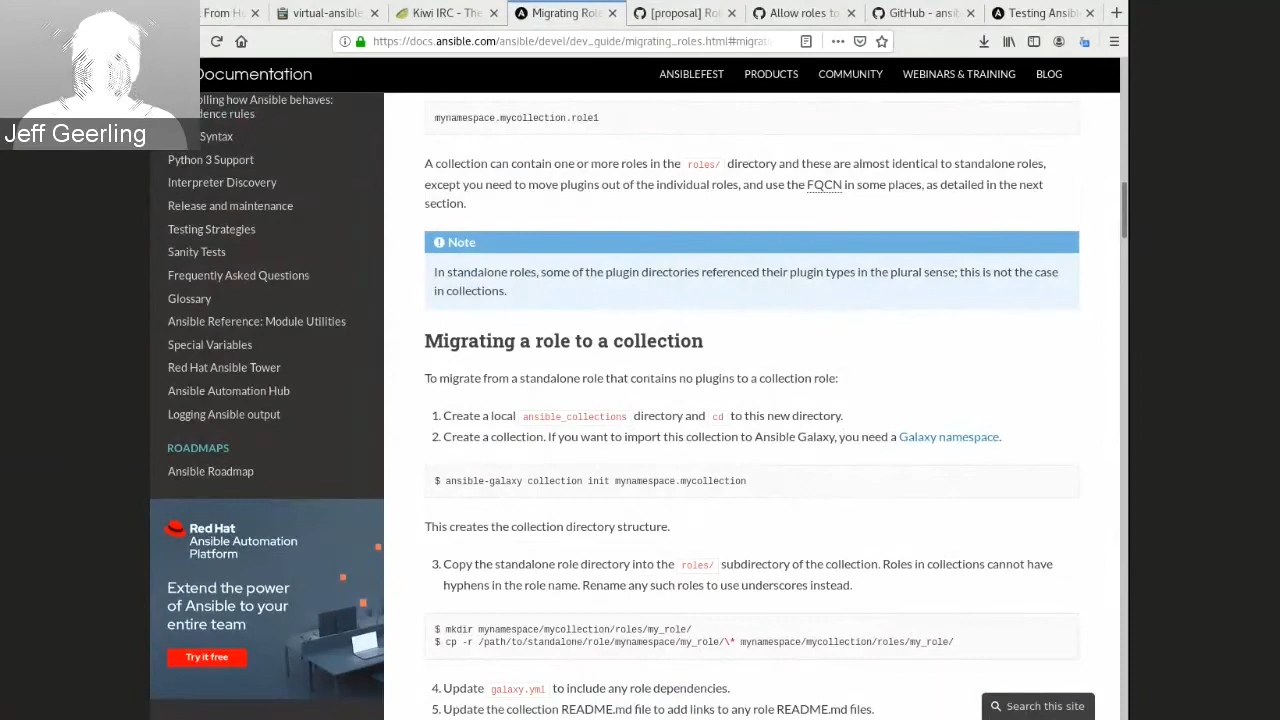 From H
virtual-ansible
Kiwi IRC - The
Migrating Role
[proposal] Role
Allow roles to
GitHub - ansib
Testing Ansible
https://docs.ansible.com/ansible/devel/dev_guide/migrating_roles.html#migrat
Documentation
ANSIBLEFEST
PRODUCTS
COMMUNITY
WEBINARS & TRAINING
BLOG
Jeff Geerling
olling how Ansible behaves:
dence rules
Syntax
Python 3 Support
Interpreter Discovery
Release and maintenance
Testing Strategies
Sanity Tests
Frequently Asked Questions
Glossary
Ansible Reference: Module Utilities
Special Variables
Red Hat Ansible Tower
Ansible Automation Hub
Logging Ansible output
ROADMAPS
Ansible Roadmap
Red Hat
Ansible Automation
Platform
Extend the power
of Ansible to your
entire team
Try it free
mynamespace.mycollection.role1
A collection can contain one or more roles in the roles/ directory and these are almost identical to standalone roles,
except you need to move plugins out of the individual roles, and use the FQCN in some places, as detailed in the next
section.
Note
In standalone roles, some of the plugin directories referenced their plugin types in the plural sense; this is not the case
in collections.
Migrating a role to a collection
To migrate from a standalone role that contains no plugins to a collection role:
1. Create a local ansible_collections directory and cd to this new directory.
2. Create a collection. If you want to import this collection to Ansible Galaxy, you need a Galaxy namespace.
$ ansible-galaxy collection init mynamespace.mycollection
This creates the collection directory structure.
3. Copy the standalone role directory into the roles/ subdirectory of the collection. Roles in collections cannot have
hyphens in the role name. Rename any such roles to use underscores instead.
$ mkdir mynamespace/mycollection/roles/my_role/
$ cp -r /path/to/standalone/role/mynamespace/my_role/\* mynamespace/mycollection/roles/my_role/
4. Update galaxy.yml to include any role dependencies.
5. Update the collection README.md file to add links to any role README.md files.
Search this site